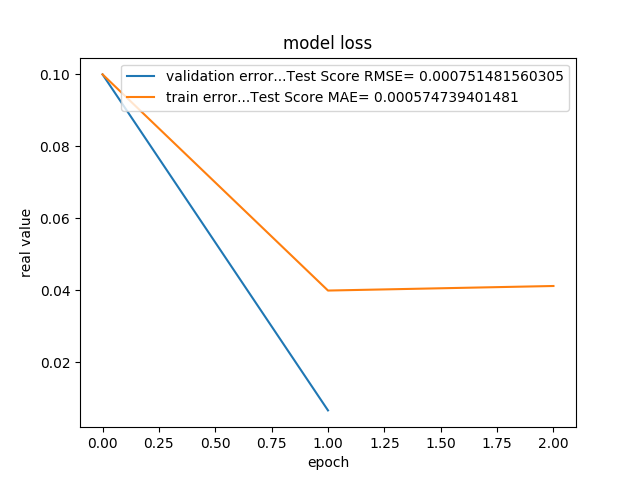 model loss
validation error...Test Score RMSE= 0.000751481560305
train error...Test Score MAE= 0.000574739401481
real value
0.10
0.08
0.06
0.04
0.02
0.00 0.25 0.50 0.75 1.00 1.25 1.50 1.75 2.00
epoch